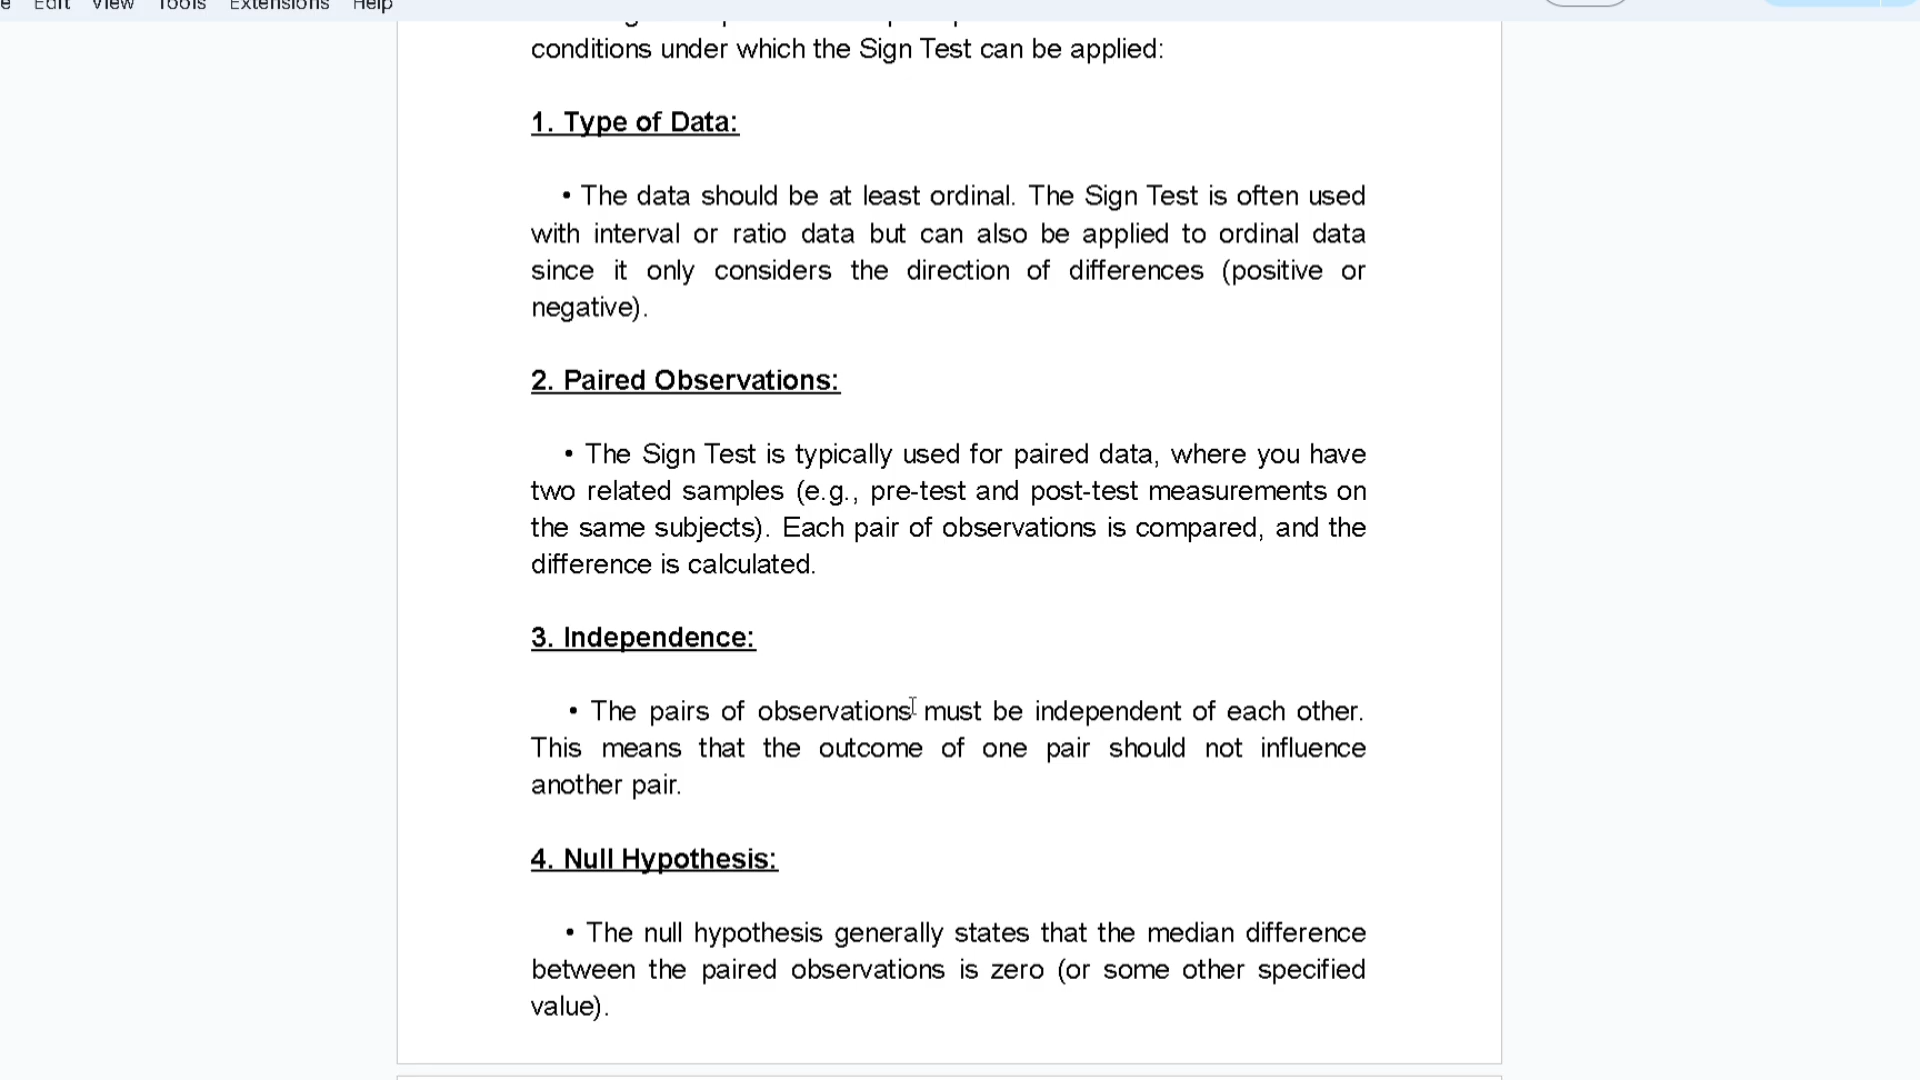 Edit View Tools Extensions Help
conditions under which the Sign Test can be applied:
1. Type of Data:
• The data should be at least ordinal. The Sign Test is often used
with interval or ratio data but can also be applied to ordinal data
since it only considers the direction of differences (positive or
negative).
2. Paired Observations:
• The Sign Test is typically used for paired data, where you have
two related samples (e.g., pre-test and post-test measurements on
the same subjects). Each pair of observations is compared, and the
difference is calculated.
3. Independence:
• The pairs of observations must be independent of each other.
This means that the outcome of one pair should not influence
another pair.
4. Null Hypothesis:
• The null hypothesis generally states that the median difference
between the paired observations is zero (or some other specified
value).